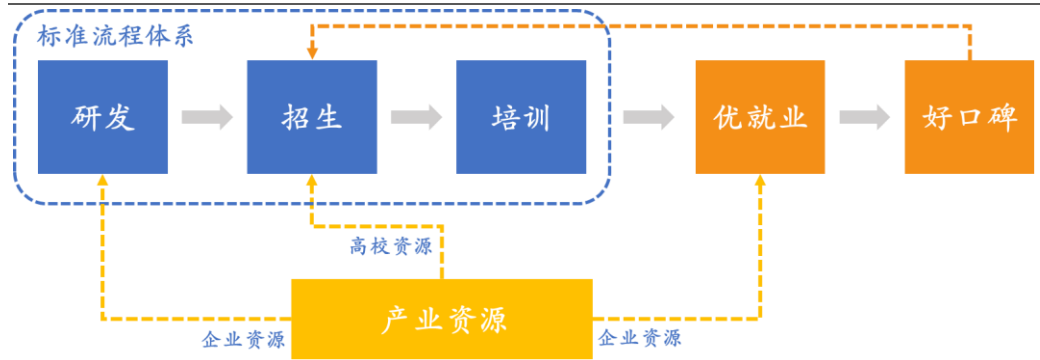 标准流程体系
研发
招生
培训
优就业
好口碑
高校资源
产业资源
企业资源
企业资源